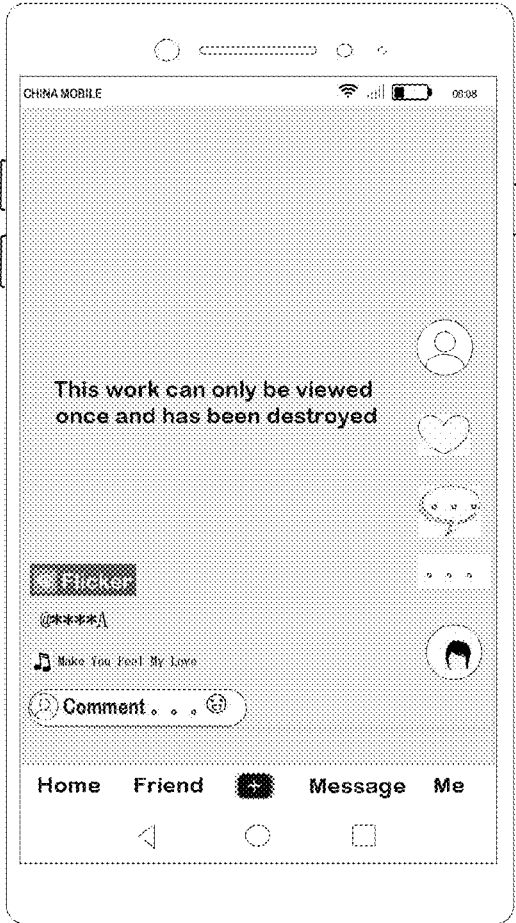 CHINA MOBILE 00:08
This work can only be viewed
once and has been destroyed
Flicker
@****A
Make You Feel My Love
Comment . . .
Home Friend + Message Me